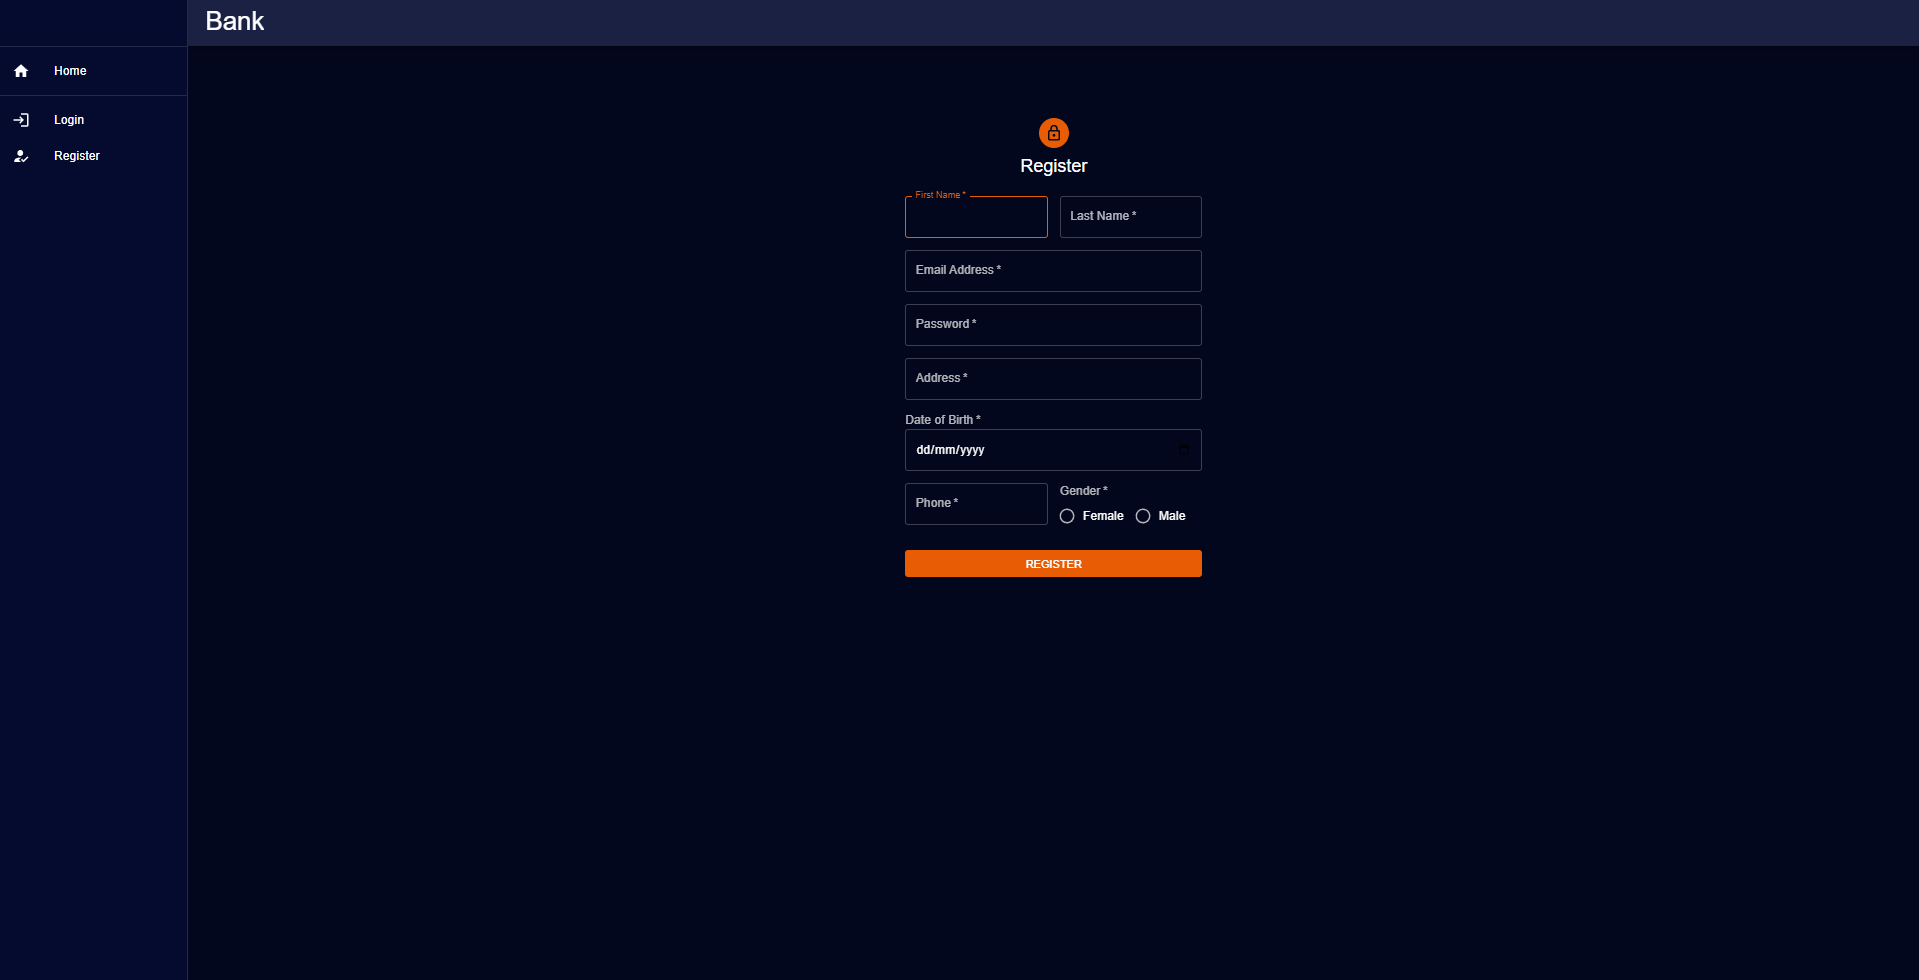 Bank
Home
Login
Register
Register
First Name *
Last Name *
Email Address *
Password *
Address *
Date of Birth *
dd/mm/yyyy
Phone *
Gender *
Female
Male
REGISTER